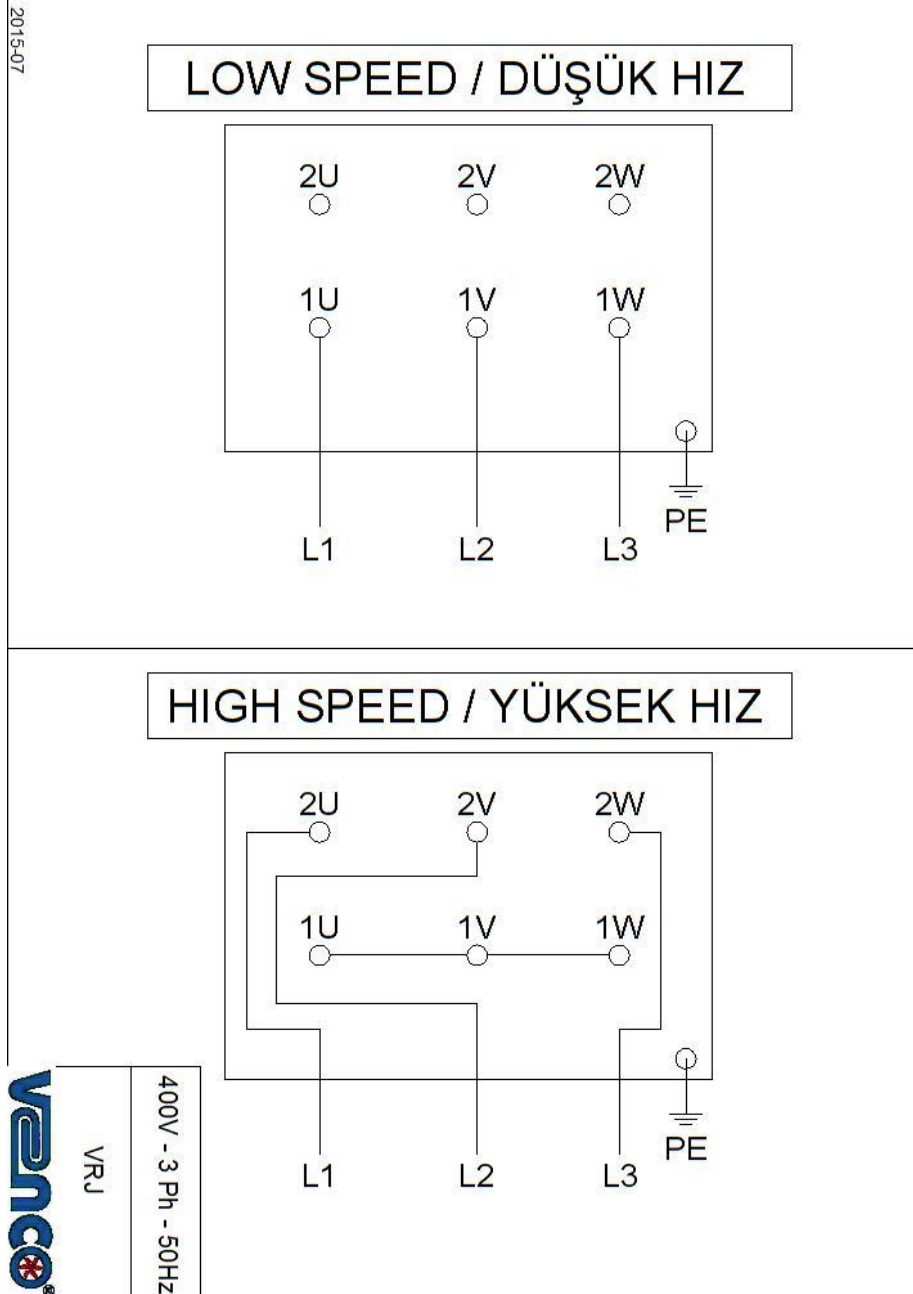 2015-07
LOW SPEED / DÜŞÜK HIZ
2U 2V 2W
1U 1V 1W
PE
L1 L2 L3
HIGH SPEED / YÜKSEK HIZ
2U 2V 2W
1U 1V 1W
PE
L1 L2 L3
400V - 3 Ph - 50Hz
VRJ
venco®